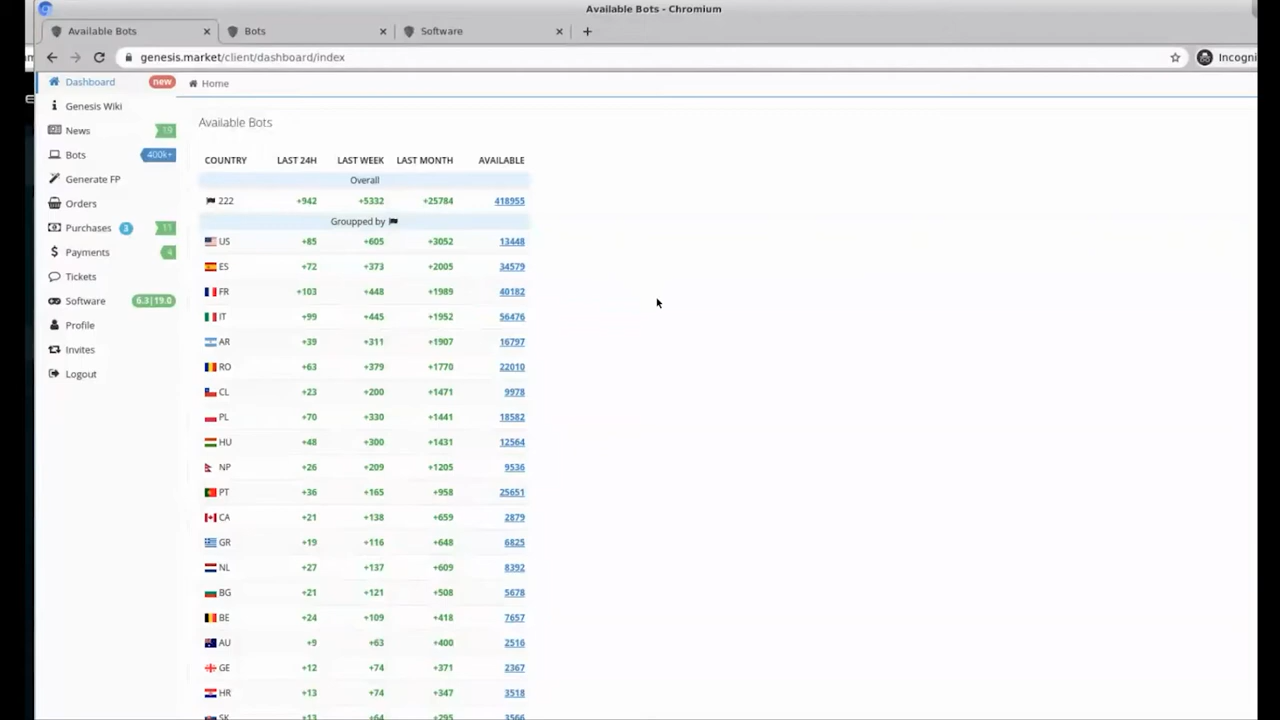 Available Bots - Chromium
Available Bots
Bots
Software
genesis.market/client/dashboard/index
Incogni
Dashboard new
Home
Genesis Wiki
News 19
Bots 400k+
Generate FP
Orders
Purchases 3 11
Payments 4
Tickets
Software 6.3|19.0
Profile
Invites
Logout
Available Bots
COUNTRY LAST 24H LAST WEEK LAST MONTH AVAILABLE
Overall
222 +942 +5332 +25784 418955
Groupped by
US +85 +605 +3052 13448
ES +72 +373 +2005 34579
FR +103 +448 +1989 40182
IT +99 +445 +1952 56476
AR +39 +311 +1907 16797
RO +63 +379 +1770 22010
CL +23 +200 +1471 9978
PL +70 +330 +1441 18582
HU +48 +300 +1431 12564
NP +26 +209 +1205 9536
PT +36 +165 +958 25651
CA +21 +138 +659 2879
GR +19 +116 +648 6825
NL +27 +137 +609 8392
BG +21 +121 +508 5678
BE +24 +109 +418 7657
AU +9 +63 +400 2516
GE +12 +74 +371 2367
HR +13 +74 +347 3518
SK +13 +64 +295 3566